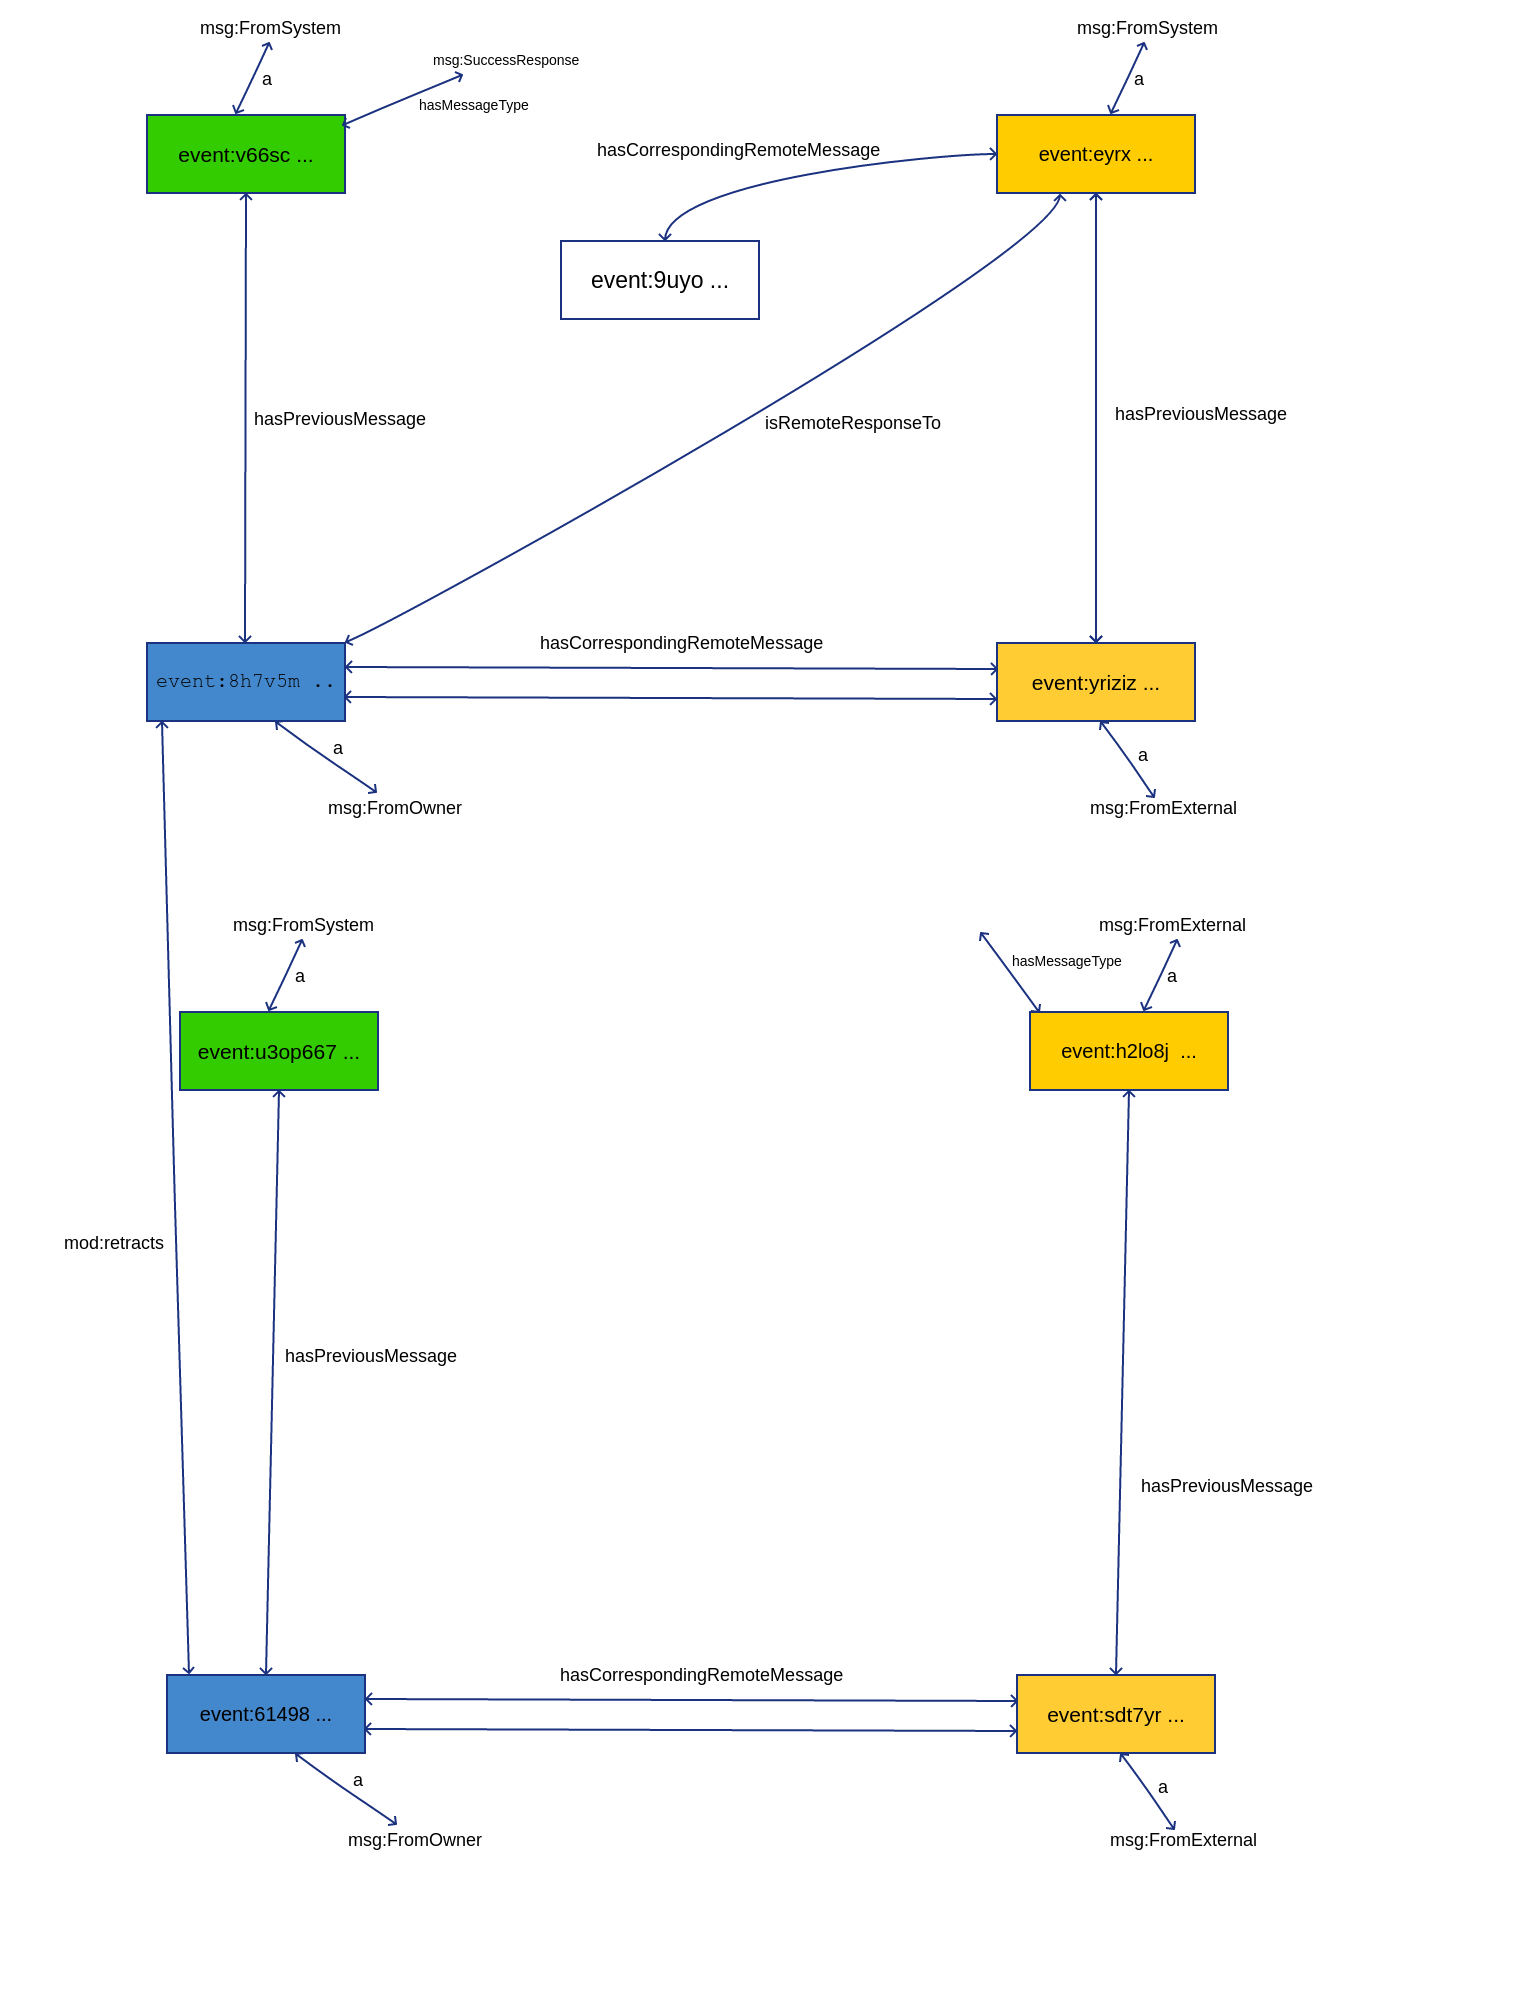 msg:FromSystem
msg:FromSystem
msg:SuccessResponse
a
a
hasMessageType
event:v66sc ...
hasCorrespondingRemoteMessage
event:eyrx ...
event:9uyo ...
hasPreviousMessage
isRemoteResponseTo
hasPreviousMessage
hasCorrespondingRemoteMessage
event:8h7v5m ..
event:yriziz ...
a
a
msg:FromOwner
msg:FromExternal
msg:FromSystem
msg:FromExternal
hasMessageType
a
a
event:u3op667 ...
event:h2lo8j  ...
mod:retracts
hasPreviousMessage
hasPreviousMessage
hasCorrespondingRemoteMessage
event:61498 ...
event:sdt7yr ...
a
a
msg:FromOwner
msg:FromExternal